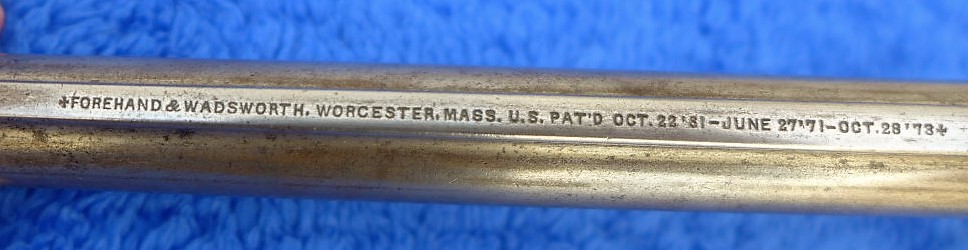 ✚FOREHAND & WADSWORTH. WORCESTER, MASS. U.S. PAT'D OCT. 22 '61-JUNE 27'71-OCT.28'73✚